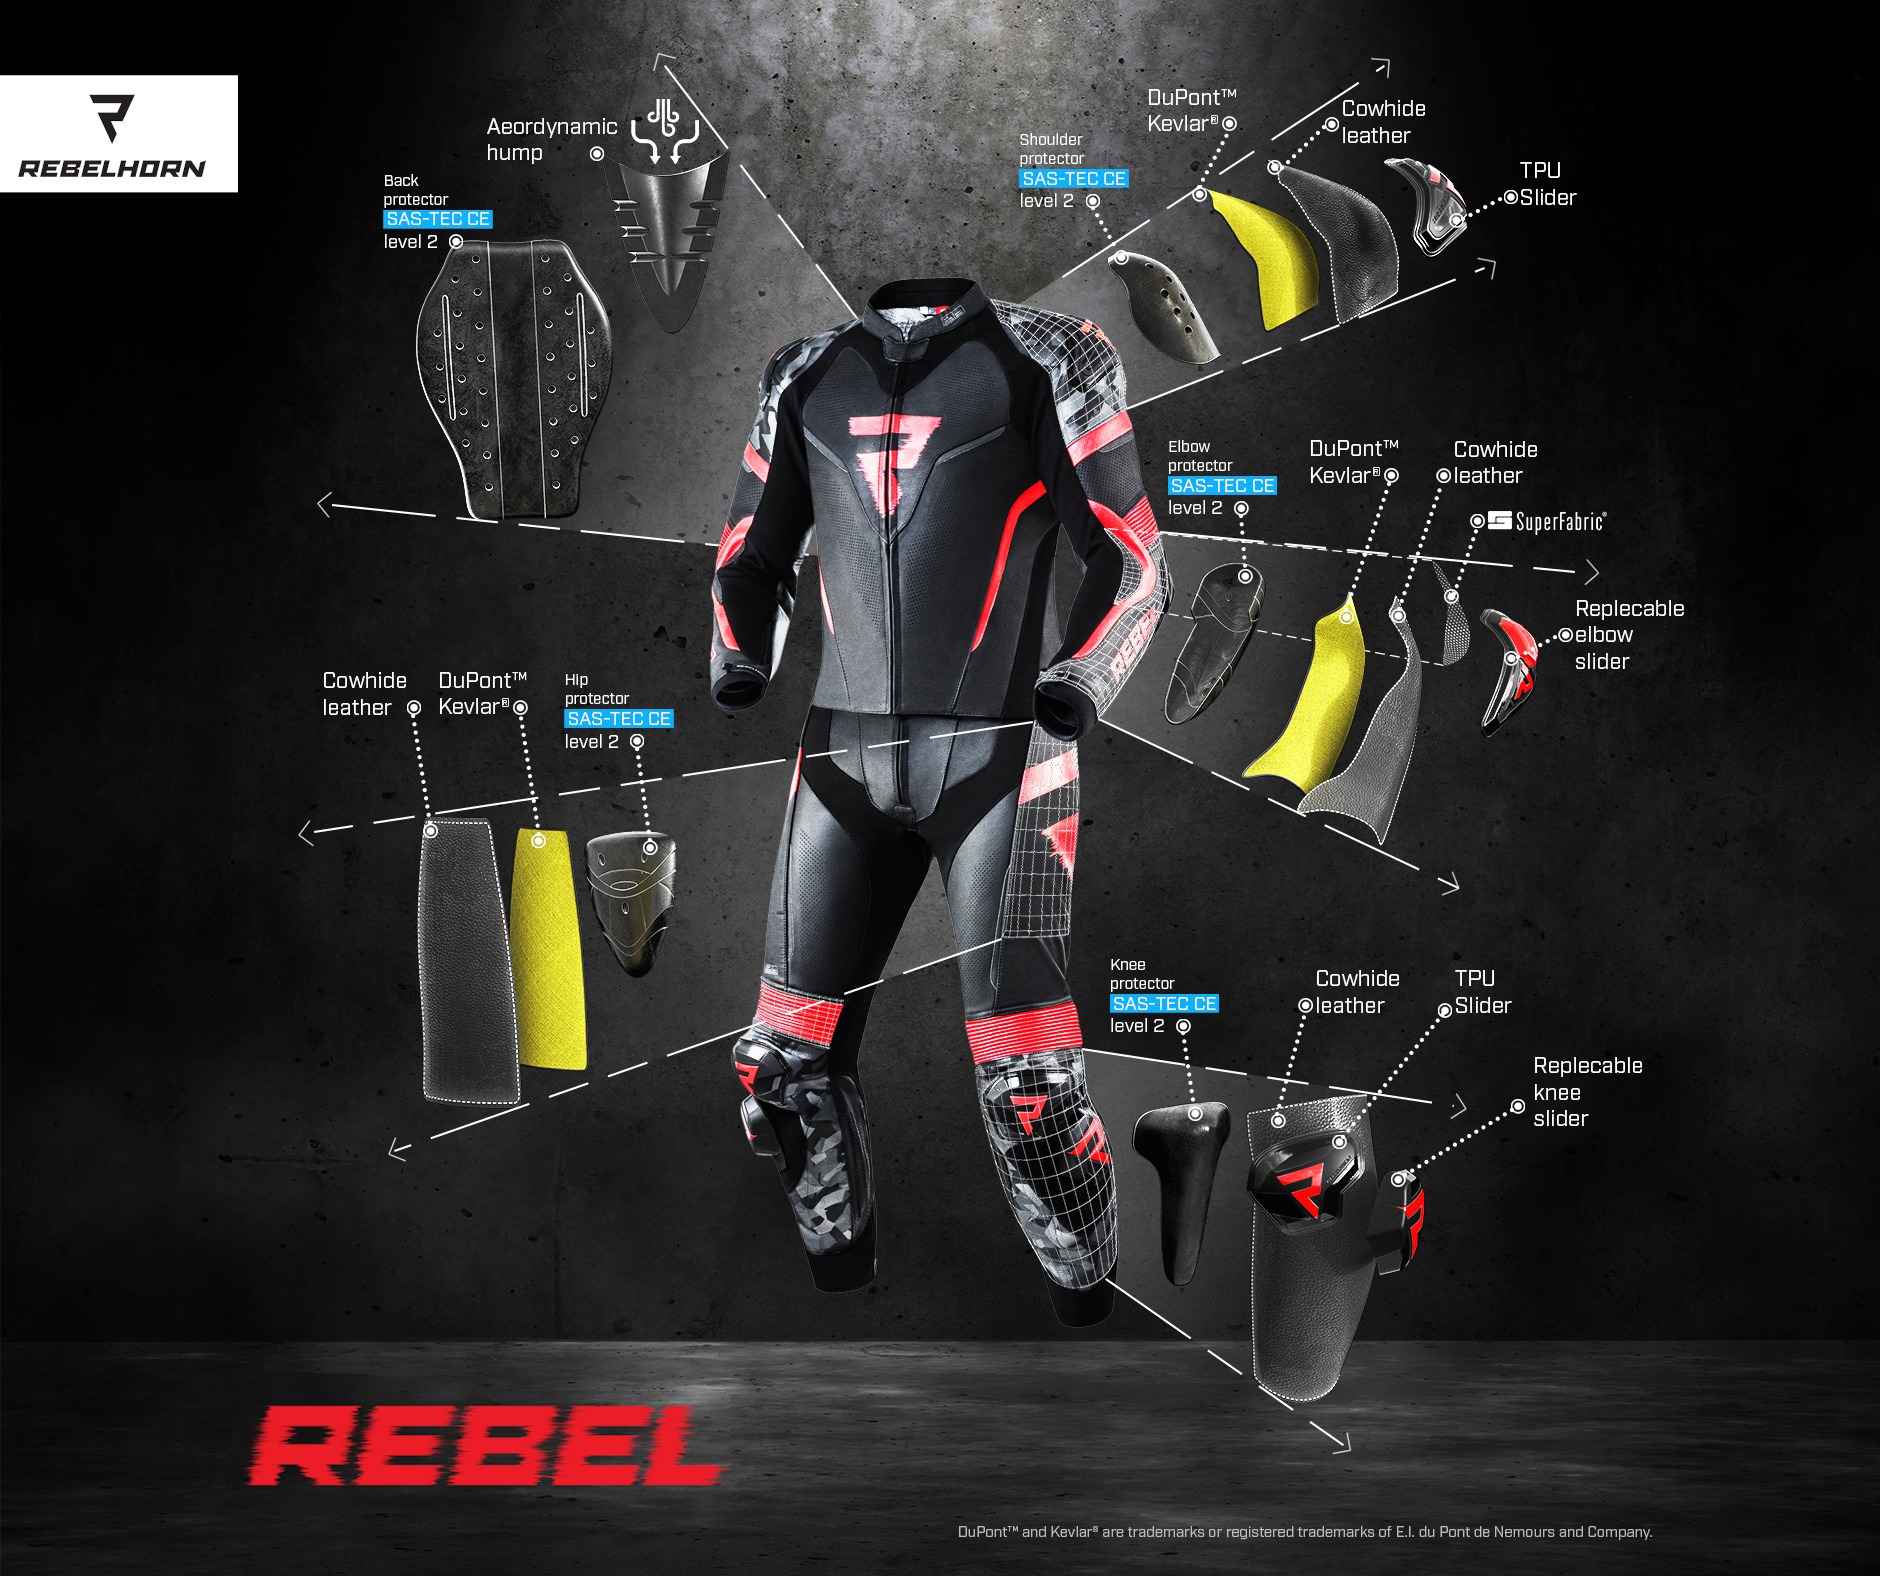 REBELHORN
Aeordynamic
hump
Back
protector
SAS-TEC CE
level 2
DuPont™
Kevlar®
Cowhide
leather
Shoulder
protector
SAS-TEC CE
level 2
TPU
Slider
Elbow
protector
SAS-TEC CE
level 2
DuPont™
Kevlar®
Cowhide
leather
SuperFabric®
Replecable
elbow
slider
REBEL
Cowhide
leather
DuPont™
Kevlar®
Hip
protector
SAS-TEC CE
level 2
Knee
protector
SAS-TEC CE
level 2
Cowhide
leather
TPU
Slider
Replecable
knee
slider
REBEL
DuPont™ and Kevlar® are trademarks or registered trademarks of E.I. du Pont de Nemours and Company.